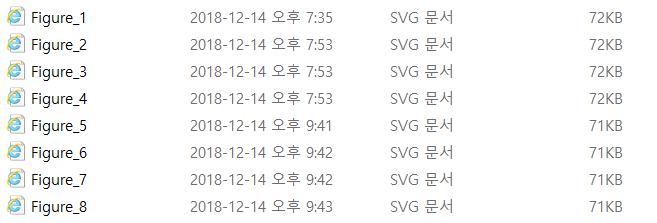 Figure_1 2018-12-14 오후 7:35 SVG 문서 72KB
Figure_2 2018-12-14 오후 7:53 SVG 문서 72KB
Figure_3 2018-12-14 오후 7:53 SVG 문서 72KB
Figure_4 2018-12-14 오후 7:53 SVG 문서 72KB
Figure_5 2018-12-14 오후 9:41 SVG 문서 71KB
Figure_6 2018-12-14 오후 9:42 SVG 문서 71KB
Figure_7 2018-12-14 오후 9:42 SVG 문서 71KB
Figure_8 2018-12-14 오후 9:43 SVG 문서 71KB